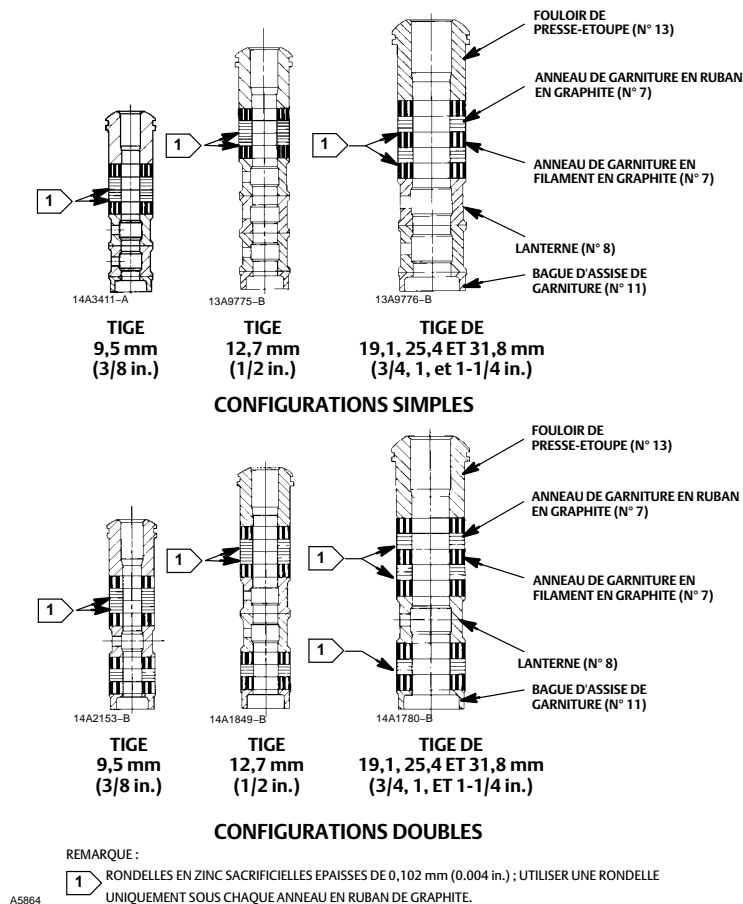 FOULOIR DE
PRESSE-ETOUPE (N° 13)
ANNEAU DE GARNITURE EN RUBAN
EN GRAPHITE (N° 7)
1
1
1
ANNEAU DE GARNITURE EN
FILAMENT EN GRAPHITE (N° 7)
LANTERNE (N° 8)
BAGUE D'ASSISE DE
GARNITURE (N° 11)
14A3411–A
13A9775–B
13A9776–B
TIGE
9,5 mm
(3/8 in.)
TIGE
12,7 mm
(1/2 in.)
TIGE DE
19,1, 25,4 ET 31,8 mm
(3/4, 1, et 1-1/4 in.)
CONFIGURATIONS SIMPLES
FOULOIR DE
PRESSE-ETOUPE (N° 13)
ANNEAU DE GARNITURE EN RUBAN
EN GRAPHITE (N° 7)
1
1
1
ANNEAU DE GARNITURE EN
FILAMENT EN GRAPHITE (N° 7)
1
LANTERNE (N° 8)
BAGUE D'ASSISE DE
GARNITURE (N° 11)
14A2153–B
14A1849–B
14A1780–B
TIGE
9,5 mm
(3/8 in.)
TIGE
12,7 mm
(1/2 in.)
TIGE DE
19,1, 25,4 ET 31,8 mm
(3/4, 1, ET 1-1/4 in.)
CONFIGURATIONS DOUBLES
REMARQUE :
1 RONDELLES EN ZINC SACRIFICIELLES EPAISSES DE 0,102 mm (0.004 in.) ; UTILISER UNE RONDELLE
UNIQUEMENT SOUS CHAQUE ANNEAU EN RUBAN DE GRAPHITE.
A5864